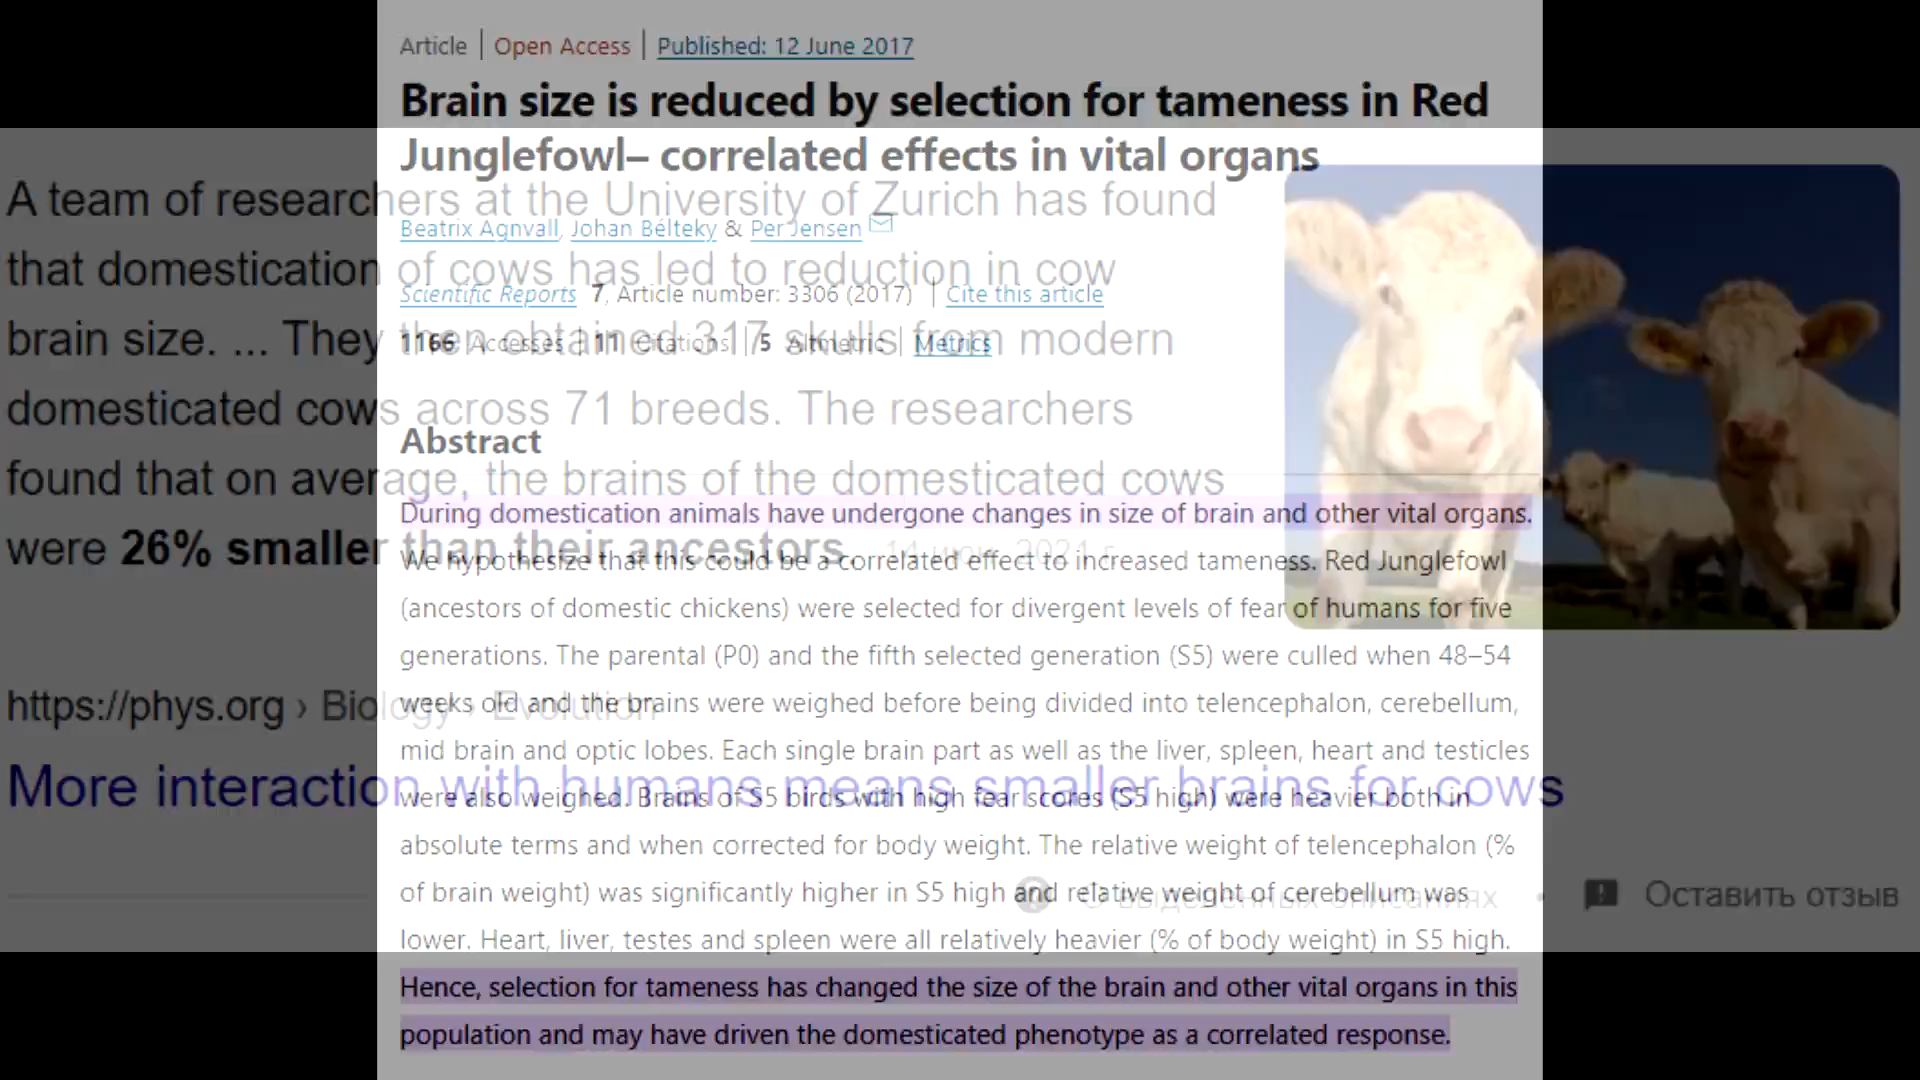 Article | Open Access | Published: 12 June 2017
Brain size is reduced by selection for tameness in Red
Junglefowl– correlated effects in vital organs
Beatrix Agnvall, Johan Bélteky & Per Jensen
Scientific Reports 7, Article number: 3306 (2017) | Cite this article
1166 Accesses | 11 Citations | 5 Altmetric | Metrics
Abstract
During domestication animals have undergone changes in size of brain and other vital organs.
We hypothesize that this could be a correlated effect to increased tameness. Red Junglefowl
(ancestors of domestic chickens) were selected for divergent levels of fear of humans for five
generations. The parental (P0) and the fifth selected generation (S5) were culled when 48–54
weeks old and the brains were weighed before being divided into telencephalon, cerebellum,
mid brain and optic lobes. Each single brain part as well as the liver, spleen, heart and testicles
were also weighed. Brains of S5 birds with high fear scores (S5 high) were heavier both in
absolute terms and when corrected for body weight. The relative weight of telencephalon (%
of brain weight) was significantly higher in S5 high and relative weight of cerebellum was
lower. Heart, liver, testes and spleen were all relatively heavier (% of body weight) in S5 high.
Hence, selection for tameness has changed the size of the brain and other vital organs in this
population and may have driven the domesticated phenotype as a correlated response.
A team of researchers at the University of Zurich has found
that domestication of cows has led to reduction in cow
brain size. ... They then obtained 317 skulls from modern
domesticated cows across 71 breeds. The researchers
found that on average, the brains of the domesticated cows
were 26% smaller than their ancestors. 14 июн. 2021 г.
https://phys.org › Biology › Evolution
More interaction with humans means smaller brains for cows
О выделенных описаниях • Оставить отзыв